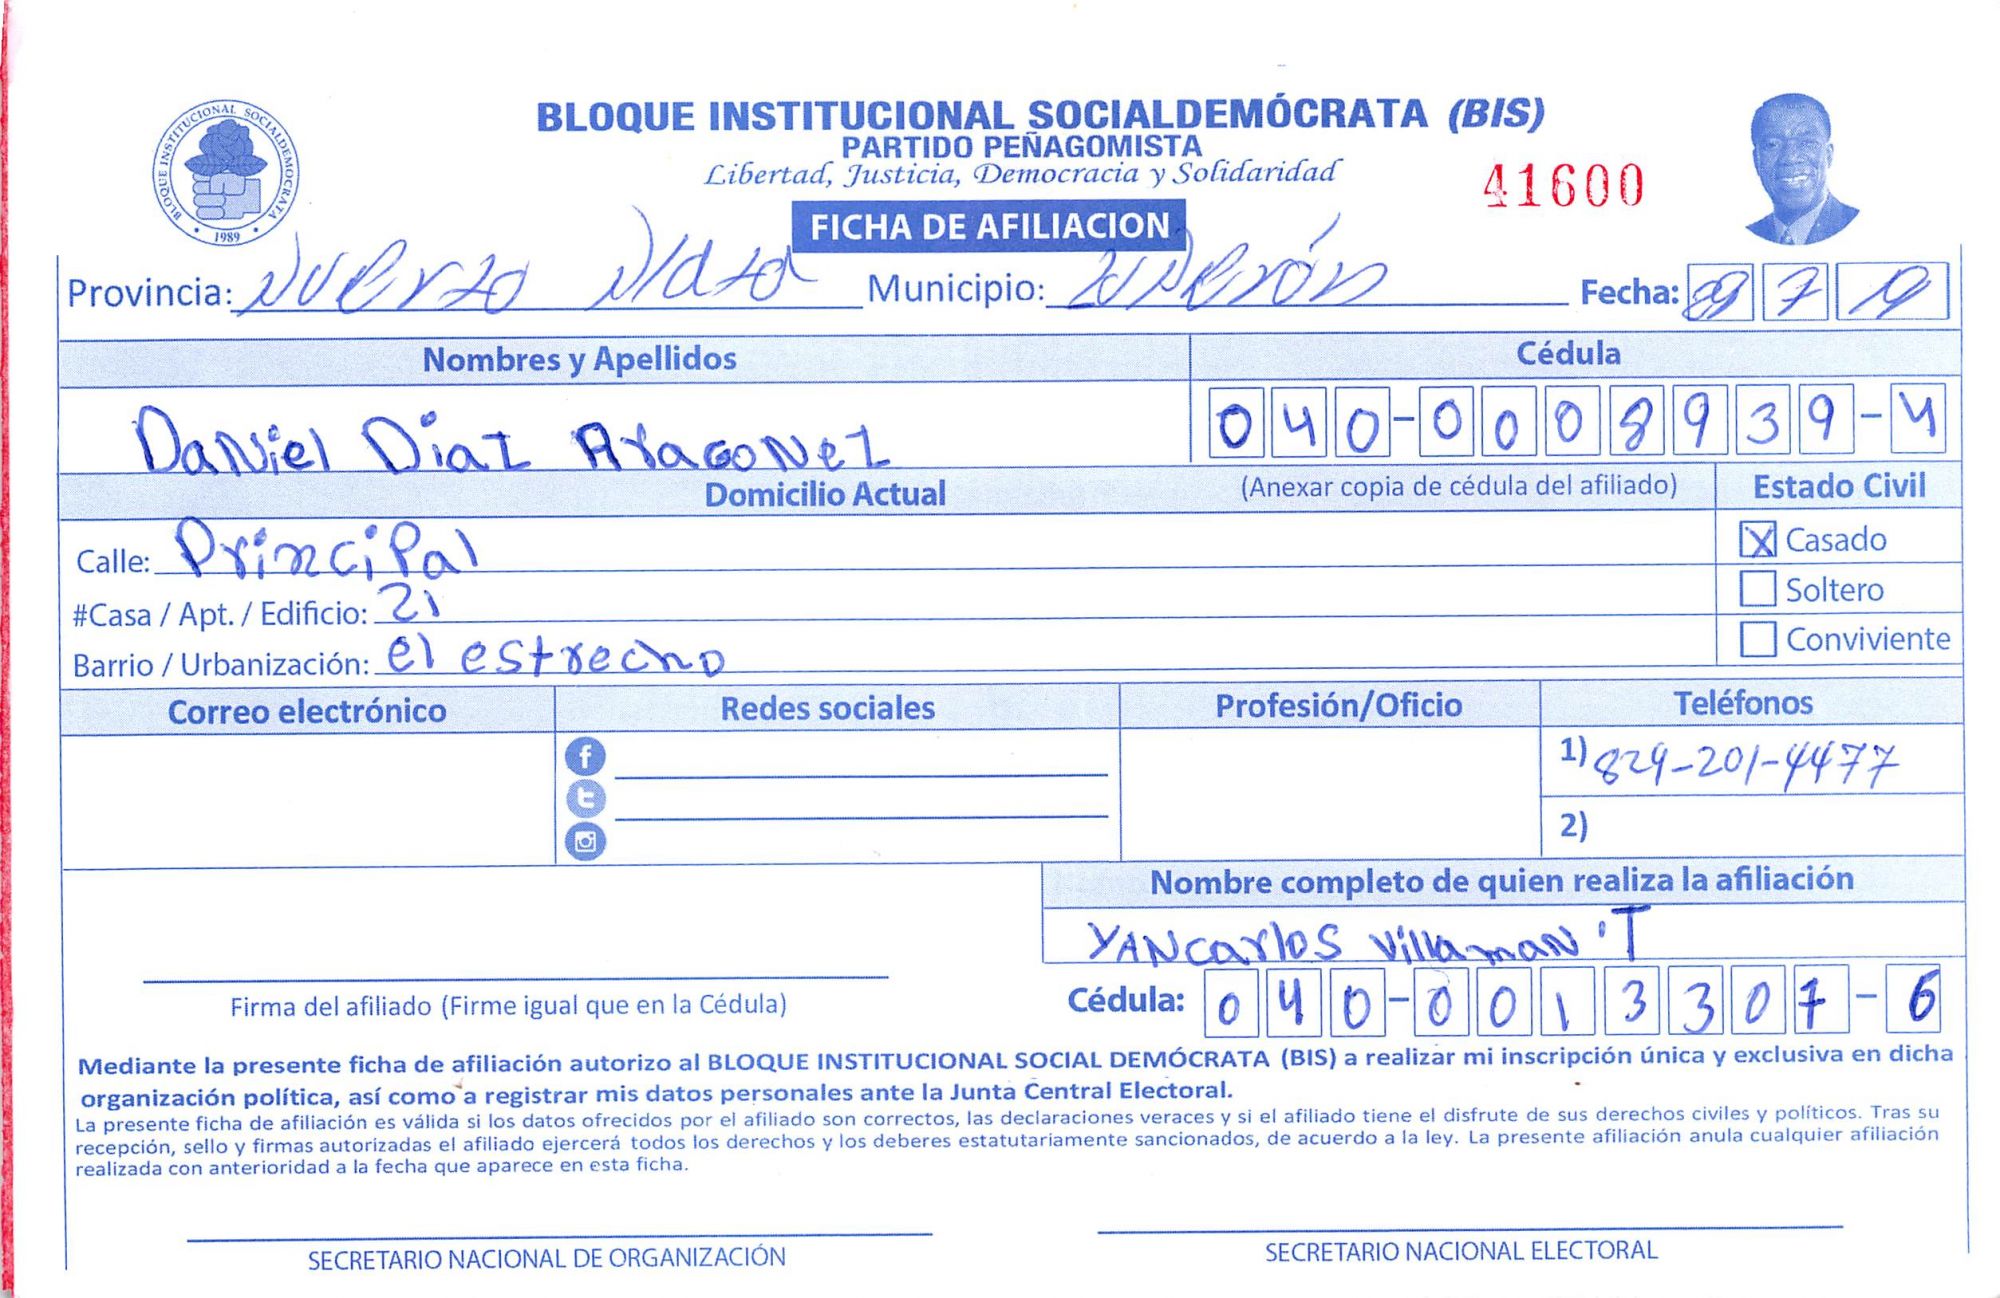 BLOQUE INSTITUCIONAL SOCIALDEMÓCRATA (BIS)
PARTIDO PEÑAGOMISTA
Libertad, Justicia, Democracia y Solidaridad
41600
BLOQUE INSTITUCIONAL SOCIALDEMOCRATA
1989
FICHA DE AFILIACION
Provincia: Municipio: Fecha: 7
Nombres y Apellidos Cédula
Daniel Diaz Aragonez 040-0008939-4
Domicilio Actual (Anexar copia de cédula del afiliado) Estado Civil
Calle: Principal X Casado
#Casa / Apt. / Edificio: 21 Soltero
Barrio / Urbanización: el estrecho Conviviente
Correo electrónico Redes sociales Profesión/Oficio Teléfonos
1) 829-201-4477
2)
Nombre completo de quien realiza la afiliación
YANcarlos Villaman T
Firma del afiliado (Firme igual que en la Cédula) Cédula: 040-0013307-6
Mediante la presente ficha de afiliación autorizo al BLOQUE INSTITUCIONAL SOCIAL DEMÓCRATA (BIS) a realizar mi inscripción única y exclusiva en dicha
organización política, así como a registrar mis datos personales ante la Junta Central Electoral.
La presente ficha de afiliación es válida si los datos ofrecidos por el afiliado son correctos, las declaraciones veraces y si el afiliado tiene el disfrute de sus derechos civiles y políticos. Tras su
recepción, sello y firmas autorizadas el afiliado ejercerá todos los derechos y los deberes estatutariamente sancionados, de acuerdo a la ley. La presente afiliación anula cualquier afiliación
realizada con anterioridad a la fecha que aparece en esta ficha.
SECRETARIO NACIONAL DE ORGANIZACIÓN SECRETARIO NACIONAL ELECTORAL